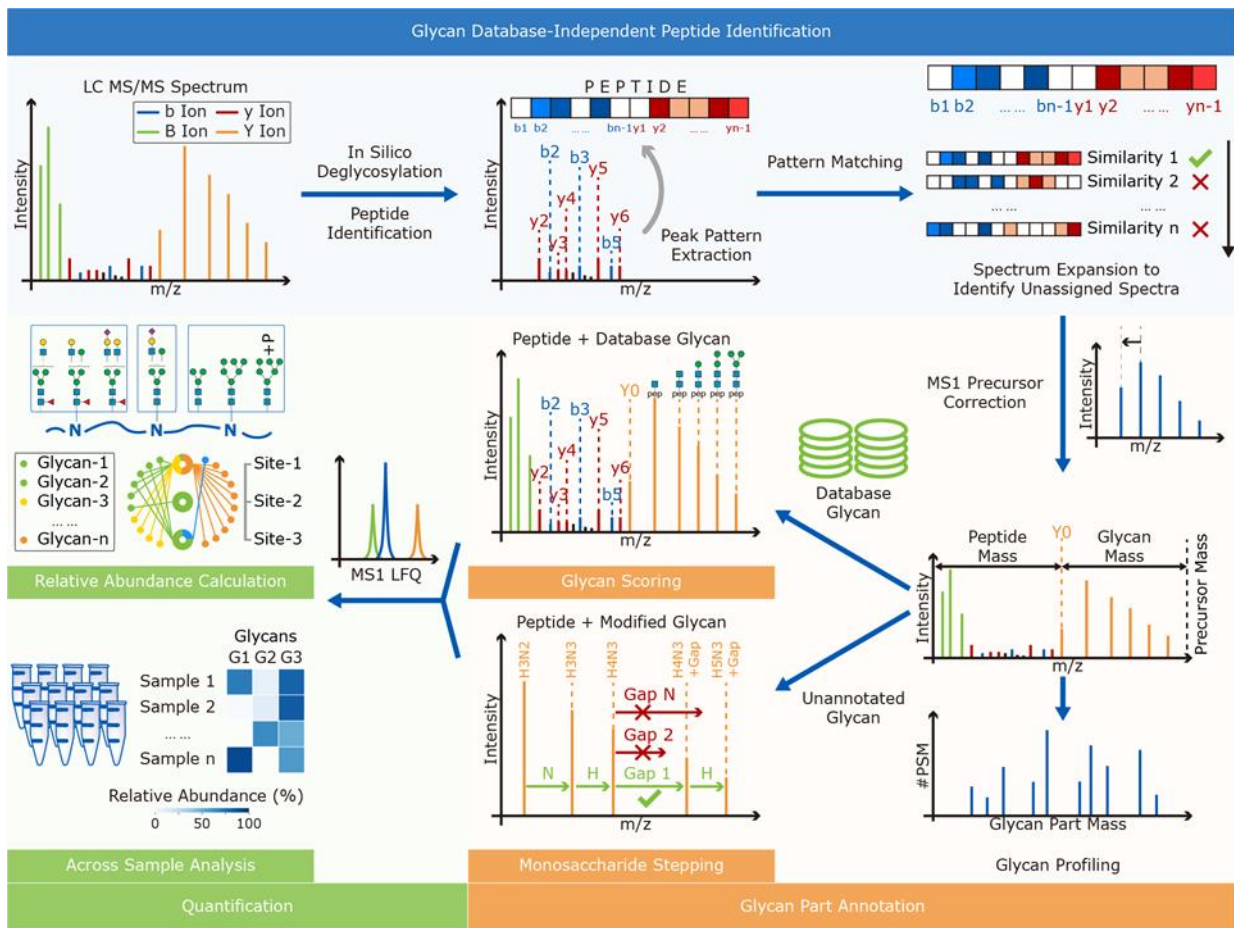 Glycan Database-Independent Peptide Identification
LC MS/MS Spectrum
b Ion
y Ion
B Ion
Y Ion
Intensity
m/z
In Silico
Deglycosylation
Peptide
Identification
P E P T I D E
b1 b2 ... ... bn-1 y1 y2 ... ... yn-1
b2
b3
y5
y4
y2
y3
y6
b5
Intensity
m/z
Peak Pattern
Extraction
Pattern Matching
b1 b2 ... ... bn-1 y1 y2 ... ... yn-1
Similarity 1
Similarity 2
... ... ... ...
Similarity n
Spectrum Expansion to
Identify Unassigned Spectra
MS1 Precursor
Correction
Intensity
m/z
+P
N N N
Glycan-1
Glycan-2
Glycan-3
... ...
Glycan-n
Site-1
Site-2
Site-3
MS1 LFQ
Relative Abundance Calculation
Peptide + Database Glycan
Y0
pep pep pep pep pep
b2
b3
y5
y4
y2
y3
y6
b5
Intensity
m/z
Glycan Scoring
Database
Glycan
Peptide
Mass
Y0
Glycan
Mass
Precursor Mass
Intensity
m/z
Unannotated
Glycan
Peptide + Modified Glycan
H3N2
H3N3
H4N3
H4N3
+Gap
H5N3
+Gap
Gap N
Gap 2
N H Gap 1 H
Intensity
m/z
Monosaccharide Stepping
#PSM
Glycan Part Mass
Glycan Profiling
Glycans
G1 G2 G3
Sample 1
Sample 2
... ...
Sample n
Relative Abundance (%)
0 50 100
Across Sample Analysis
Quantification
Glycan Part Annotation